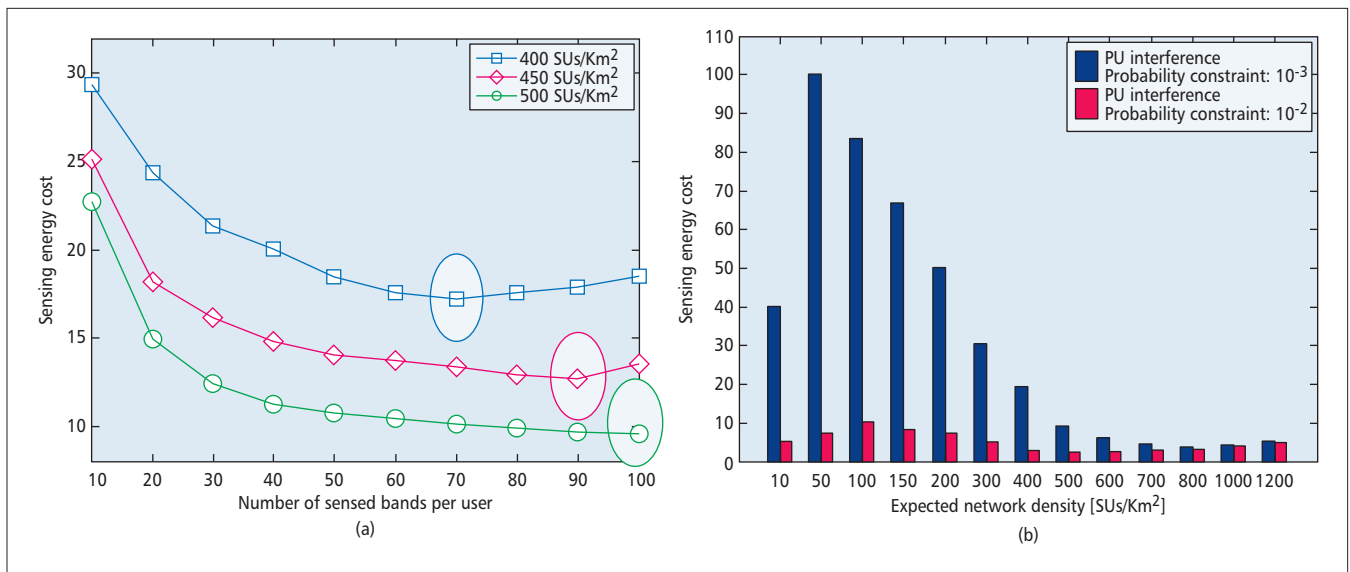 400 SUs/Km²
450 SUs/Km²
500 SUs/Km²
30
25
20
15
10
Sensing energy cost
10 20 30 40 50 60 70 80 90 100
Number of sensed bands per user
(a)
PU interference
Probability constraint: 10⁻³
PU interference
Probability constraint: 10⁻²
110
100
90
80
70
60
50
40
30
20
10
0
Sensing energy cost
10 50 100 150 200 300 400 500 600 700 800 1000 1200
Expected network density [SUs/Km²]
(b)